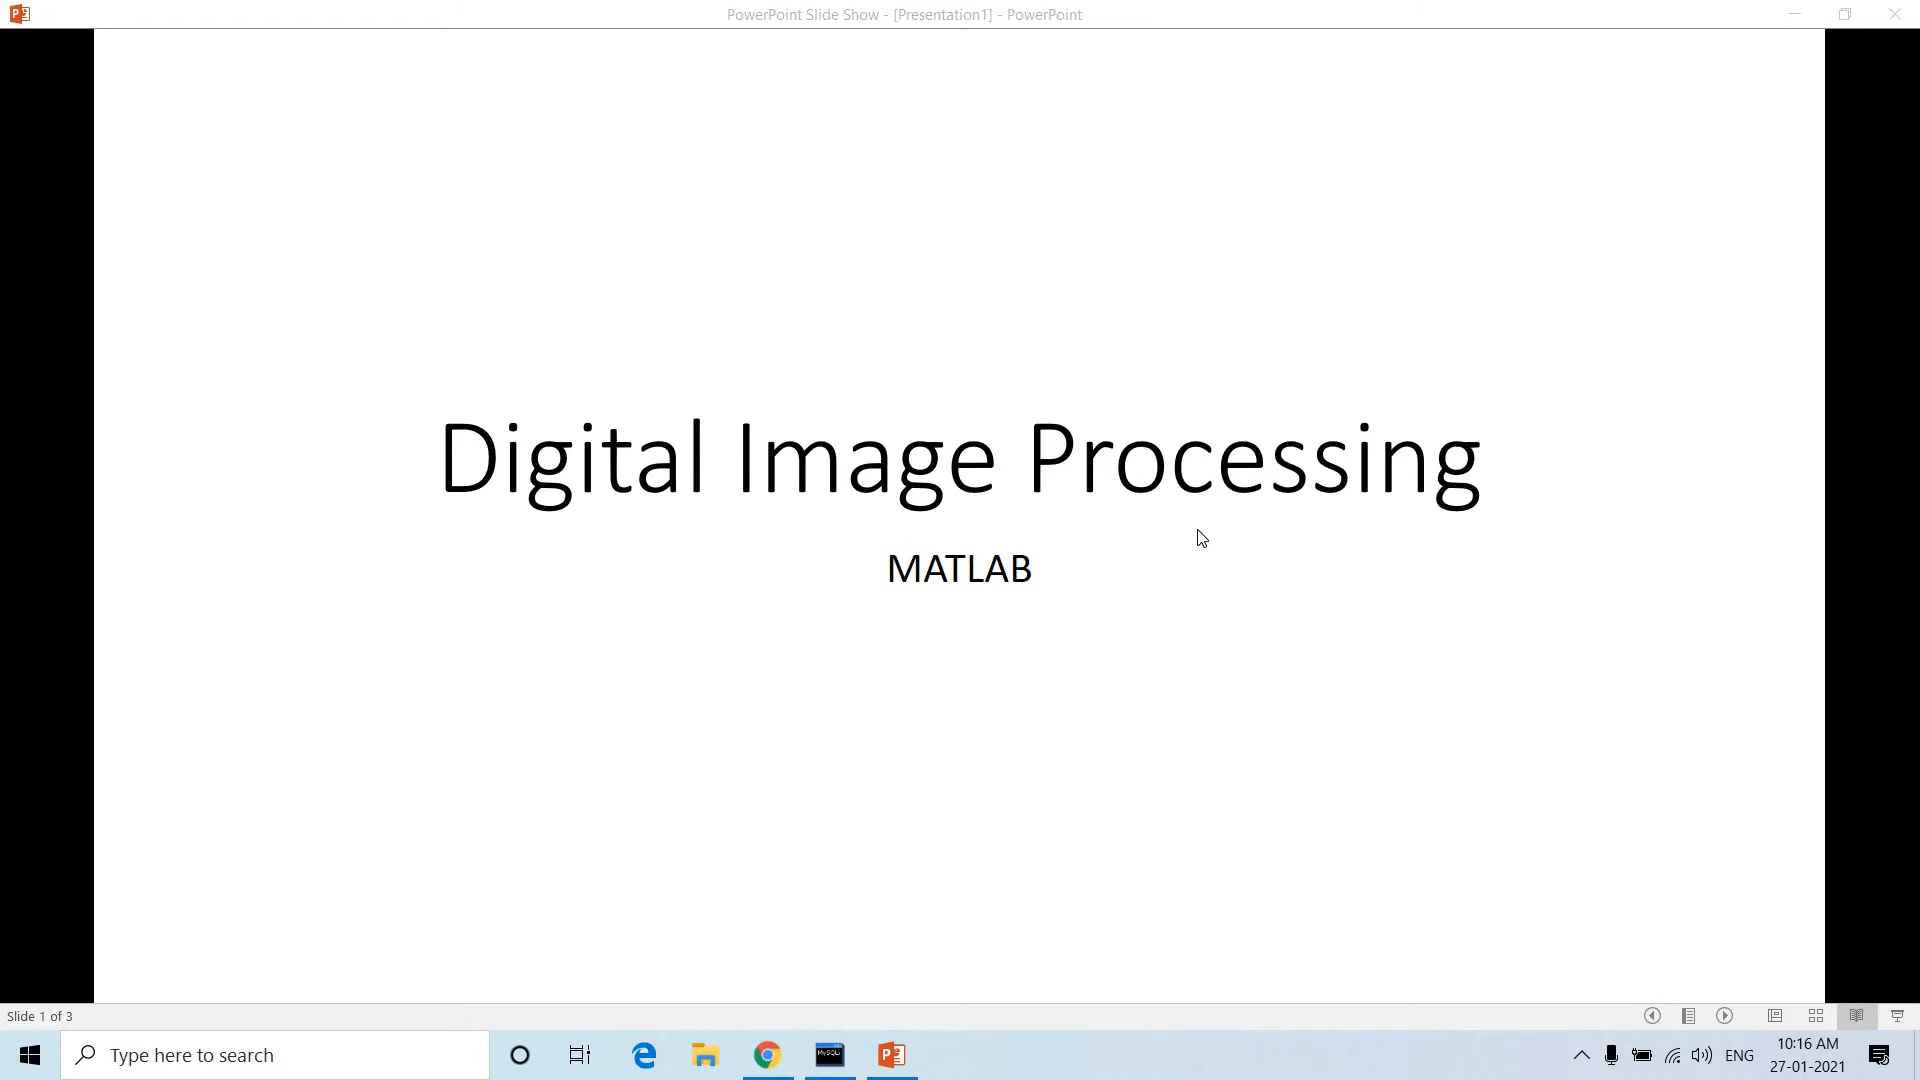 PowerPoint Slide Show - [Presentation1] - PowerPoint
Digital Image Processing
MATLAB
Slide 1 of 3
Type here to search
ENG
10:16 AM
27-01-2021